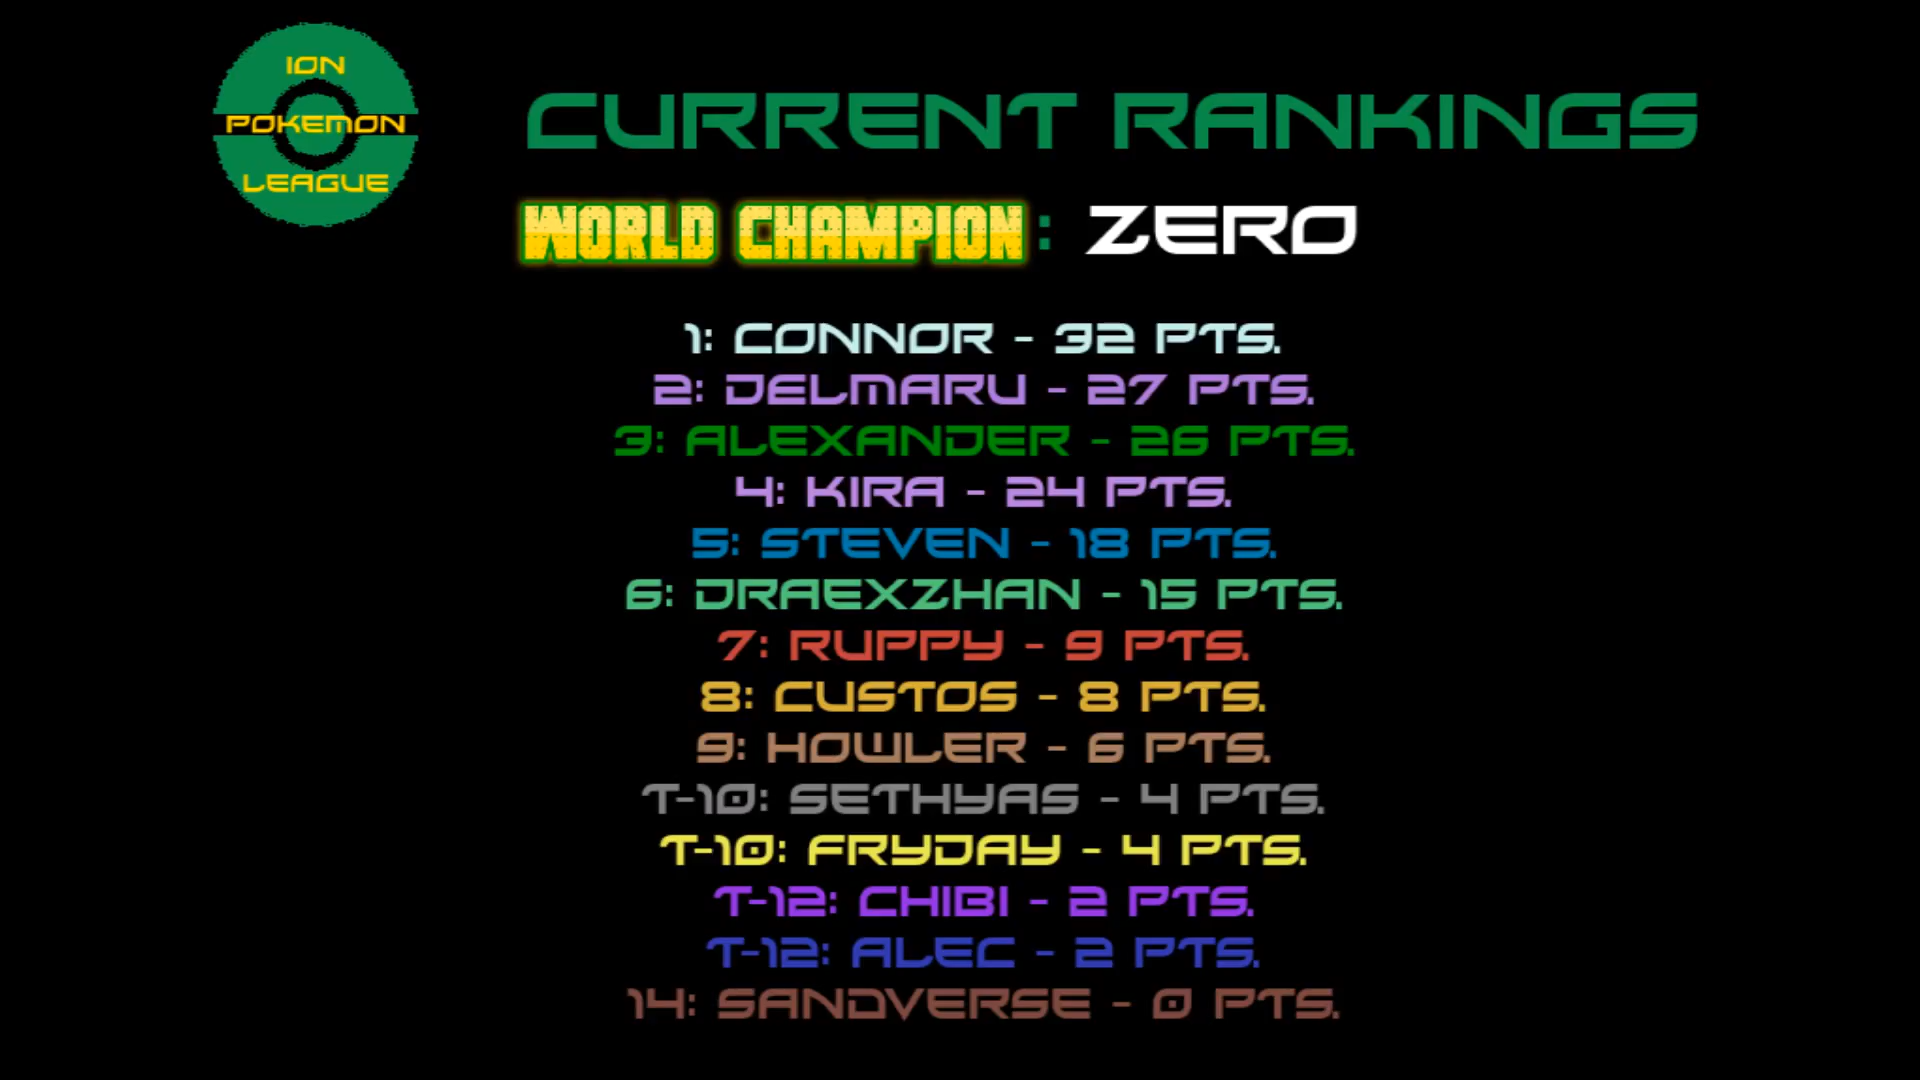 ION
POKEMON
LEAGUE
CURRENT RANKINGS
WORLD CHAMPION: ZERO
1: CONNOR - 32 PTS.
2: DELMARU - 27 PTS.
3: ALEXANDER - 26 PTS.
4: KIRA - 24 PTS.
5: STEVEN - 18 PTS.
6: DRAEXZHAN - 15 PTS.
7: RUPPY - 9 PTS.
8: CUSTOS - 8 PTS.
9: HOWLER - 6 PTS.
T-10: SETHYAS - 4 PTS.
T-10: FRYDAY - 4 PTS.
T-12: CHIBI - 2 PTS.
T-12: ALEC - 2 PTS.
14: SANDVERSE - 0 PTS.